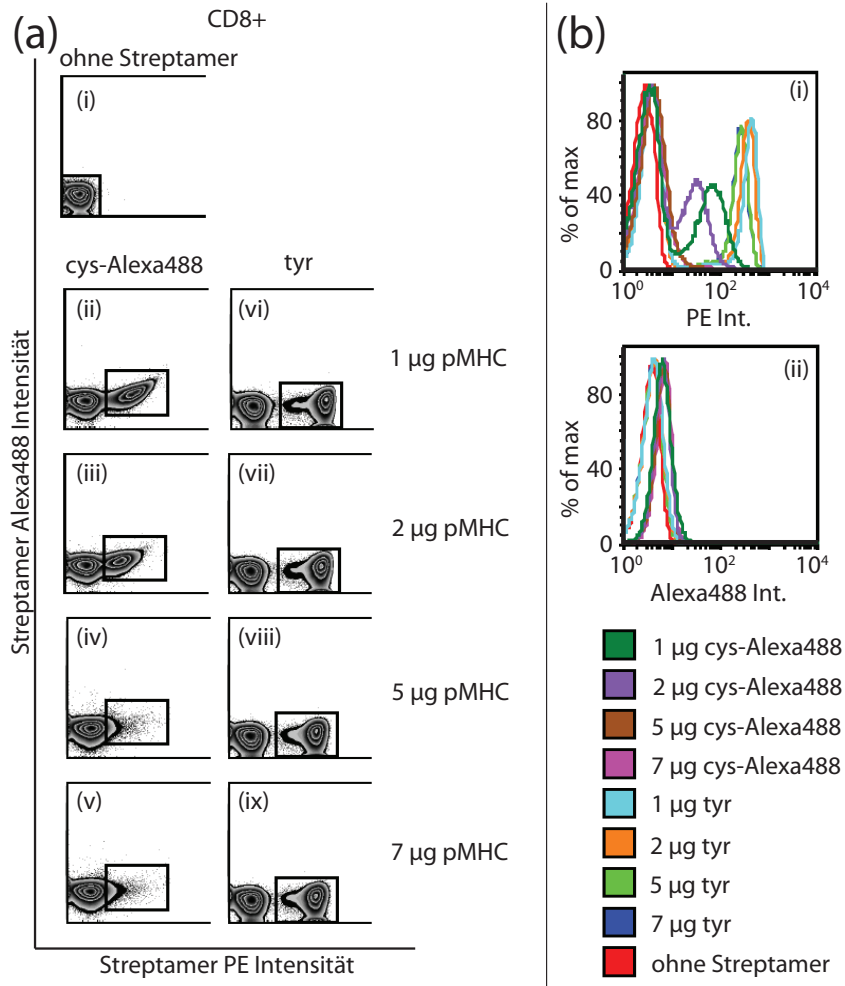 (a)
CD8+
ohne Streptamer
(i)
cys-Alexa488
tyr
(ii)
(vi)
1 µg pMHC
(iii)
(vii)
2 µg pMHC
(iv)
(viii)
5 µg pMHC
(v)
(ix)
7 µg pMHC
Streptamer Alexa488 Intensität
Streptamer PE Intensität
(b)
(i)
% of max
80
40
0
10^0
10^2
10^4
PE Int.
(ii)
% of max
80
40
0
10^0
10^2
10^4
Alexa488 Int.
1 µg cys-Alexa488
2 µg cys-Alexa488
5 µg cys-Alexa488
7 µg cys-Alexa488
1 µg tyr
2 µg tyr
5 µg tyr
7 µg tyr
ohne Streptamer